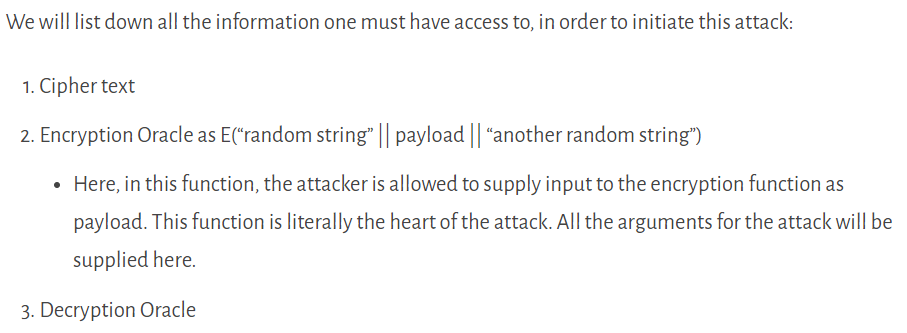 We will list down all the information one must have access to, in order to initiate this attack:
1. Cipher text
2. Encryption Oracle as E(“random string” || payload || “another random string”)
• Here, in this function, the attacker is allowed to supply input to the encryption function as
payload. This function is literally the heart of the attack. All the arguments for the attack will be
supplied here.
3. Decryption Oracle